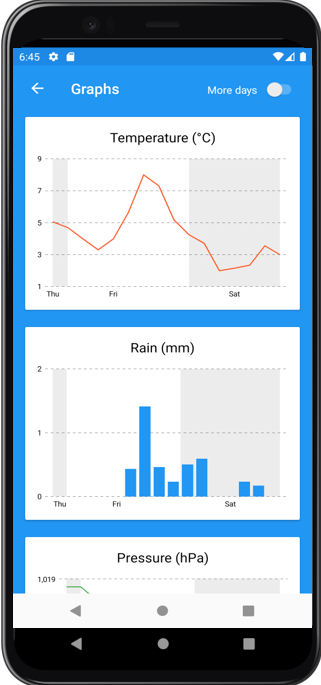 6:45
Graphs More days
Temperature (°C)
9
7
5
3
1
Thu Fri Sat
Rain (mm)
2
1
0
Thu Fri Sat
Pressure (hPa)
1,019